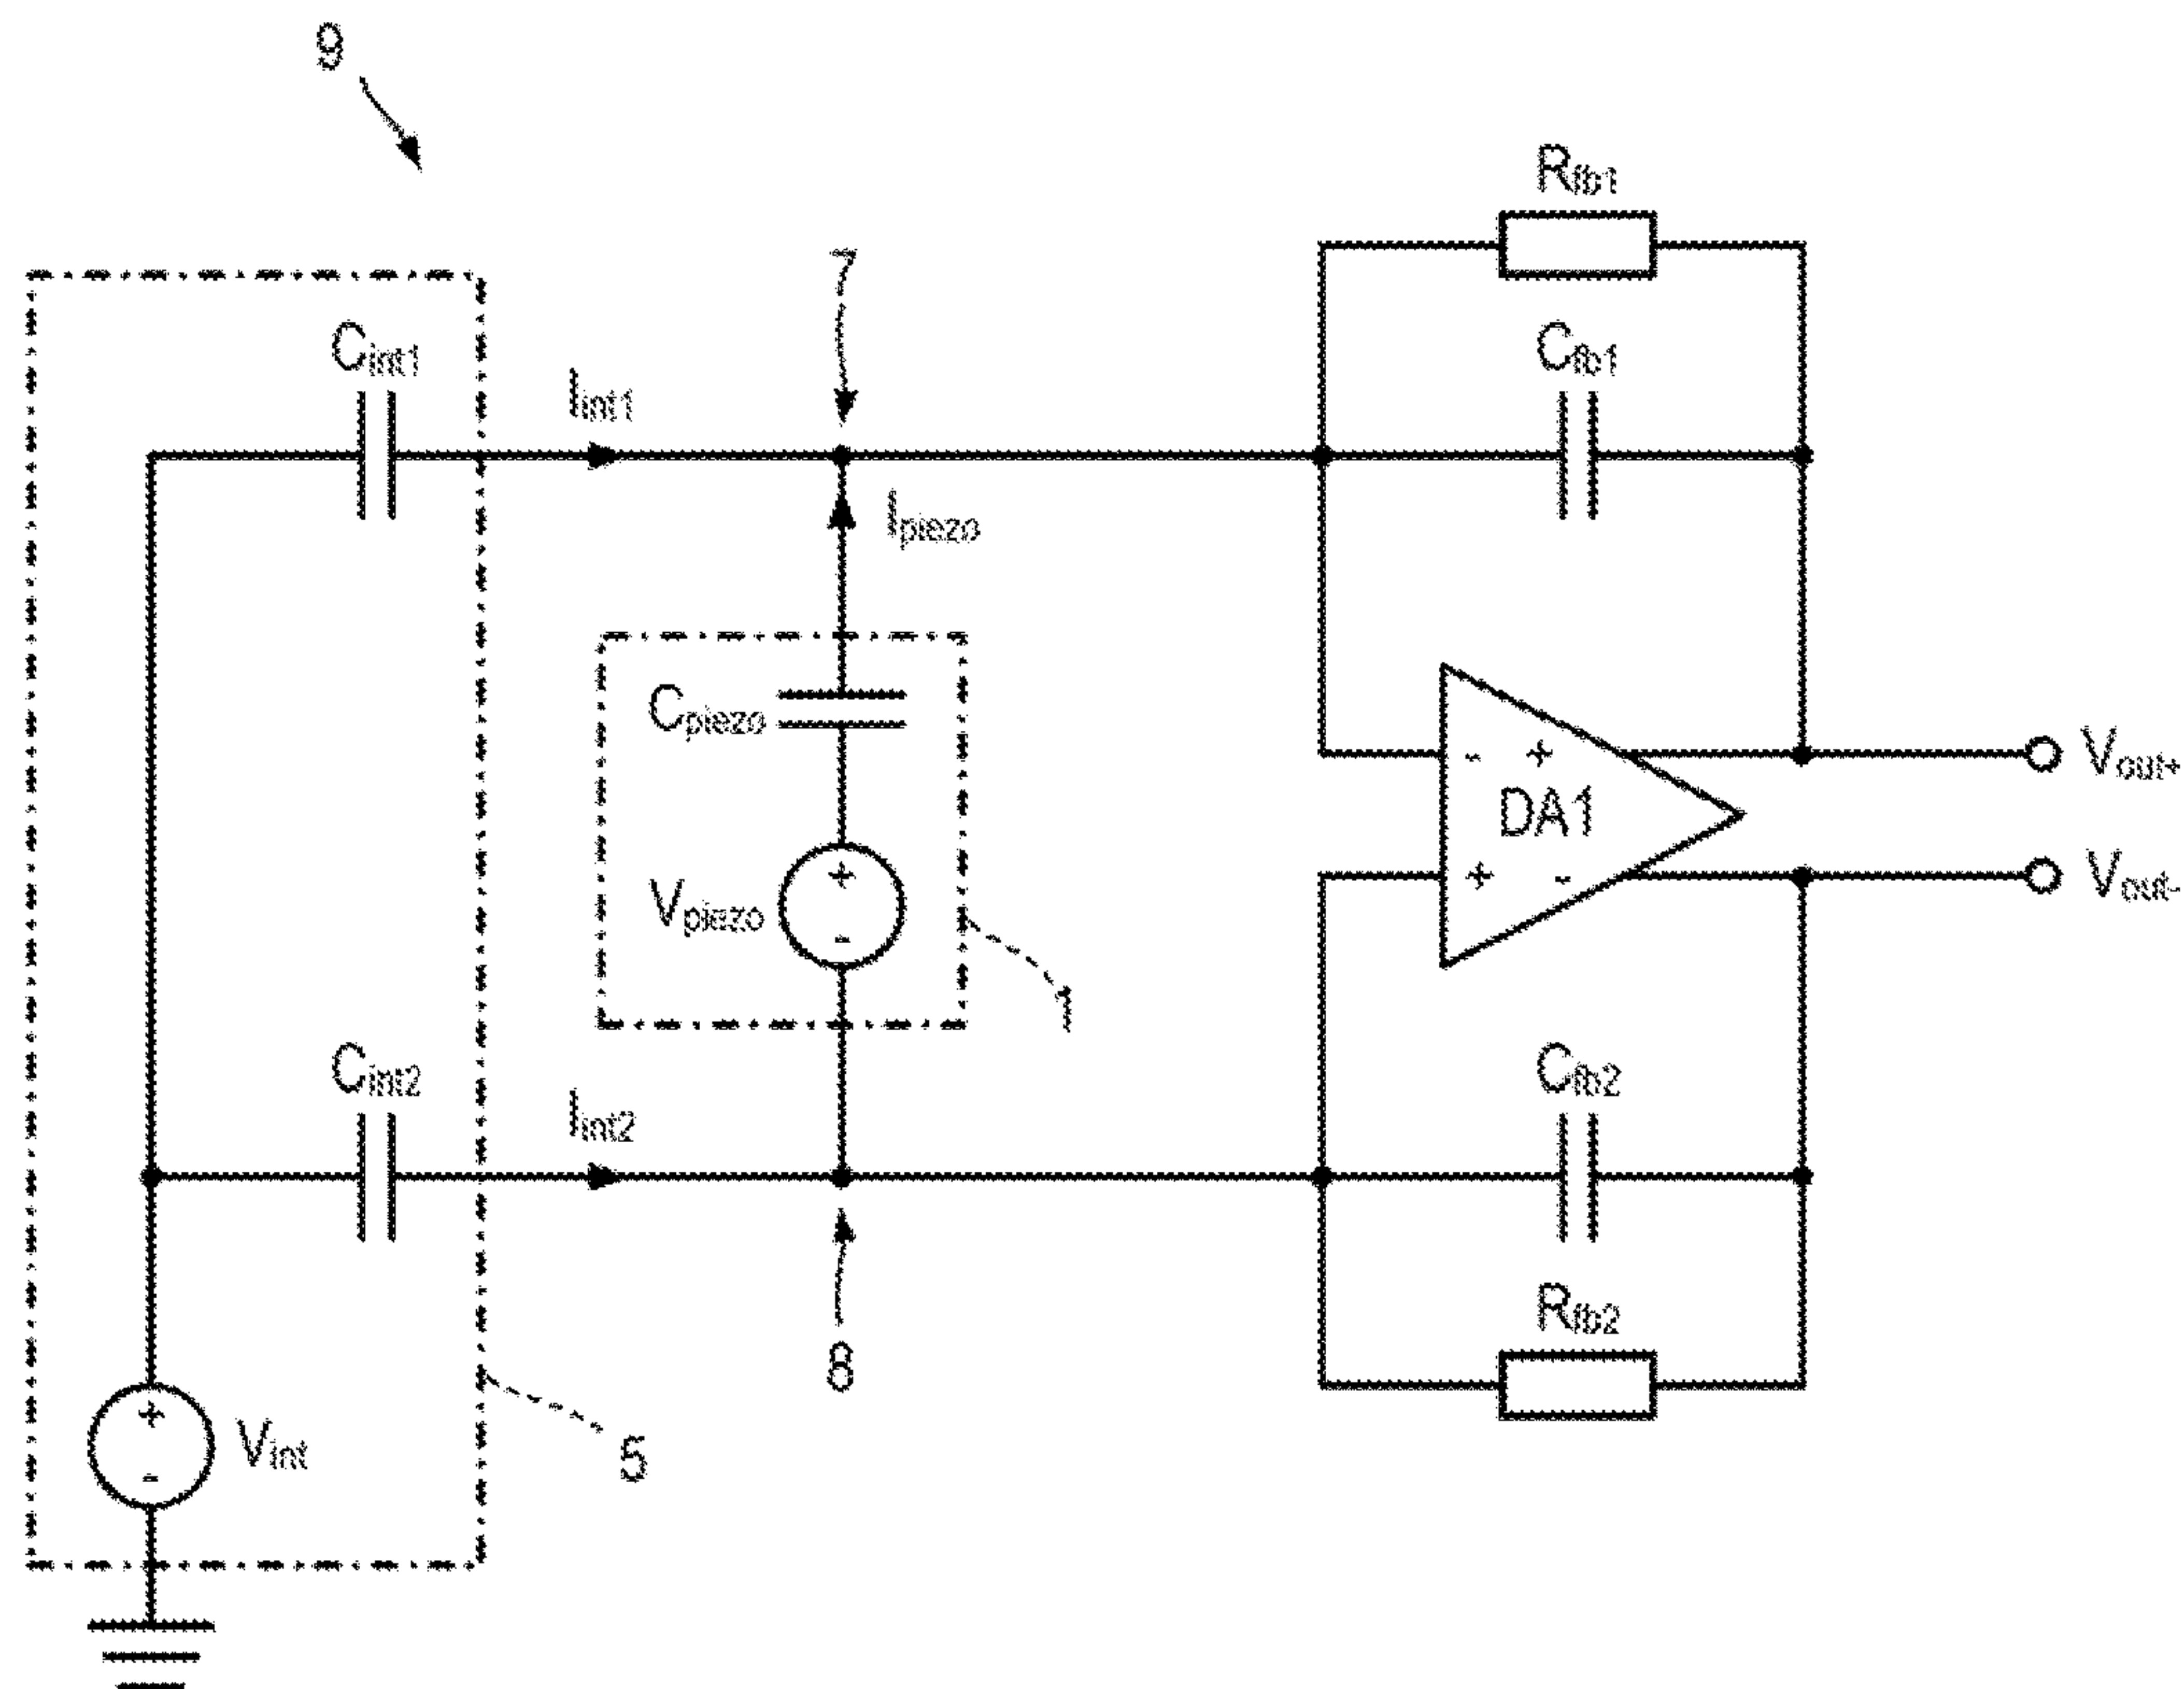 9
Rfb1
7
Cint1
Iint1
Cfb1
Ipiezo
Cpiezo
- +
DA1
+ -
Vout+
Vout-
+
Vpiezo
-
1
Cint2
Iint2
Cfb2
Rfb2
8
+
Vint
-
5